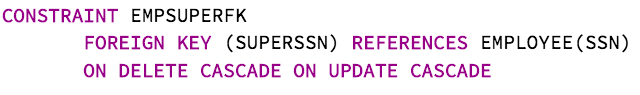 CONSTRAINT EMPSUPERFK
FOREIGN KEY (SUPERSSN) REFERENCES EMPLOYEE(SSN)
ON DELETE CASCADE ON UPDATE CASCADE